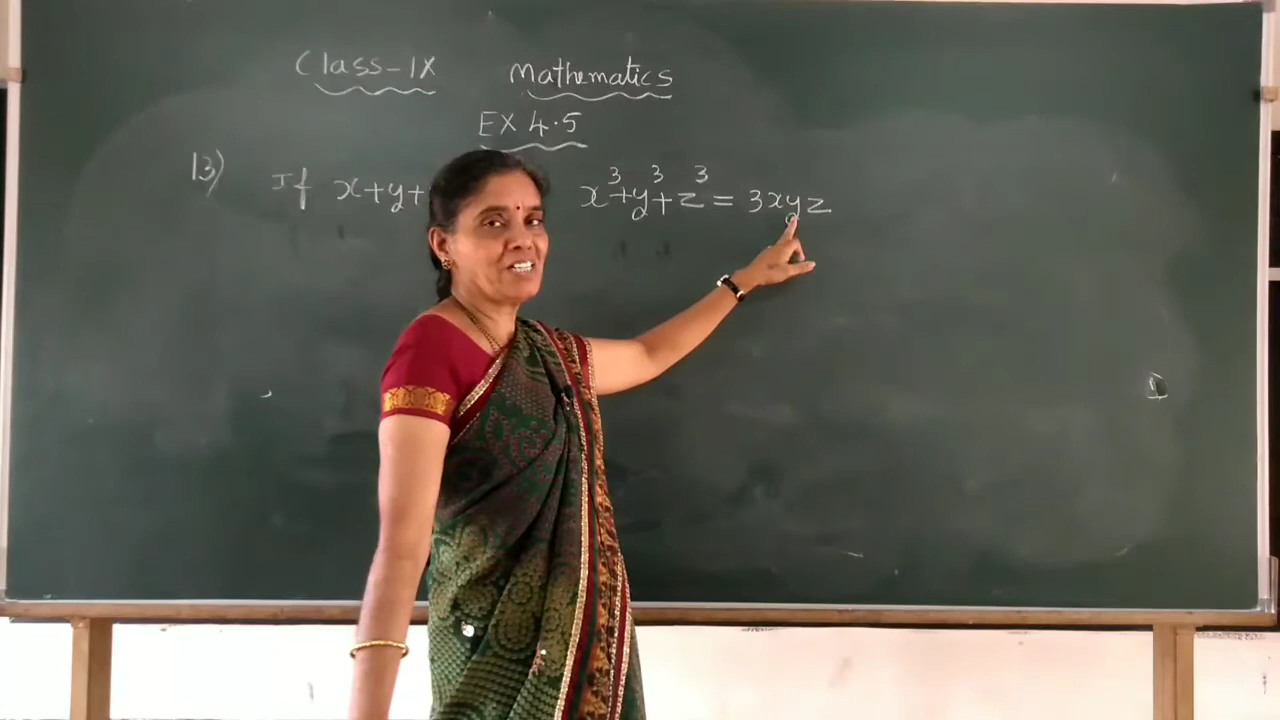 Class-IX Mathematics
EX 4.5
13) If x+y+ x³+y³+z³ = 3xyz